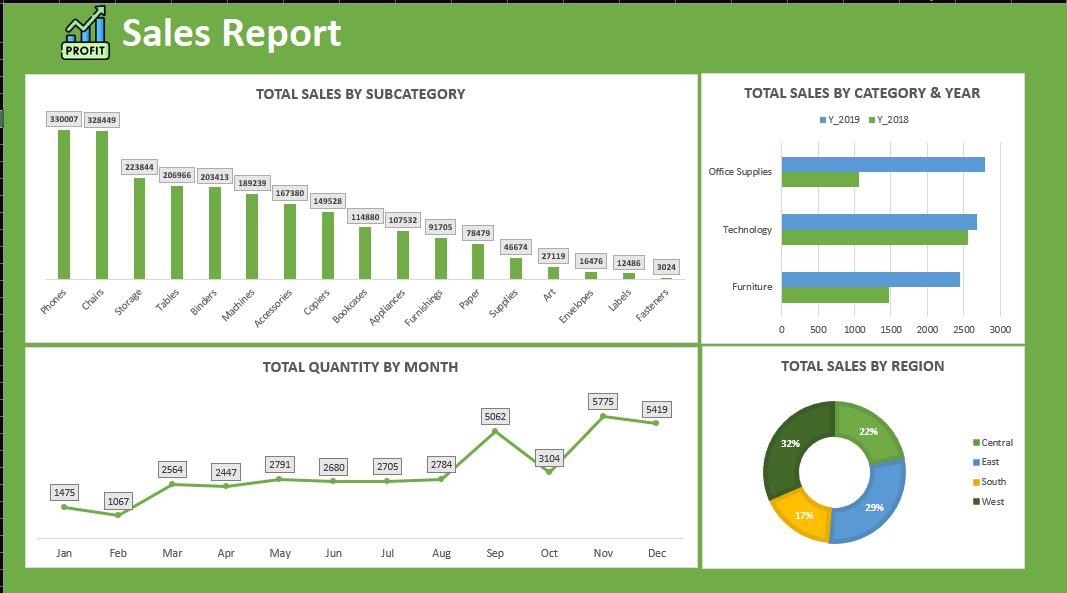 PROFIT
Sales Report
TOTAL SALES BY SUBCATEGORY
330007
328449
223844
206966
203413
189239
167380
149528
114880
107532
91705
78479
46674
27119
16476
12486
3024
Phones
Chairs
Storage
Tables
Binders
Machines
Accessories
Copiers
Bookcases
Appliances
Furnishings
Paper
Supplies
Art
Envelopes
Labels
Fasteners
TOTAL SALES BY CATEGORY & YEAR
Y_2019 Y_2018
Office Supplies
Technology
Furniture
0 500 1000 1500 2000 2500 3000
TOTAL QUANTITY BY MONTH
1475
1067
2564
2447
2791
2680
2705
2784
5062
3104
5775
5419
Jan Feb Mar Apr May Jun Jul Aug Sep Oct Nov Dec
TOTAL SALES BY REGION
22%
29%
17%
32%
Central
East
South
West